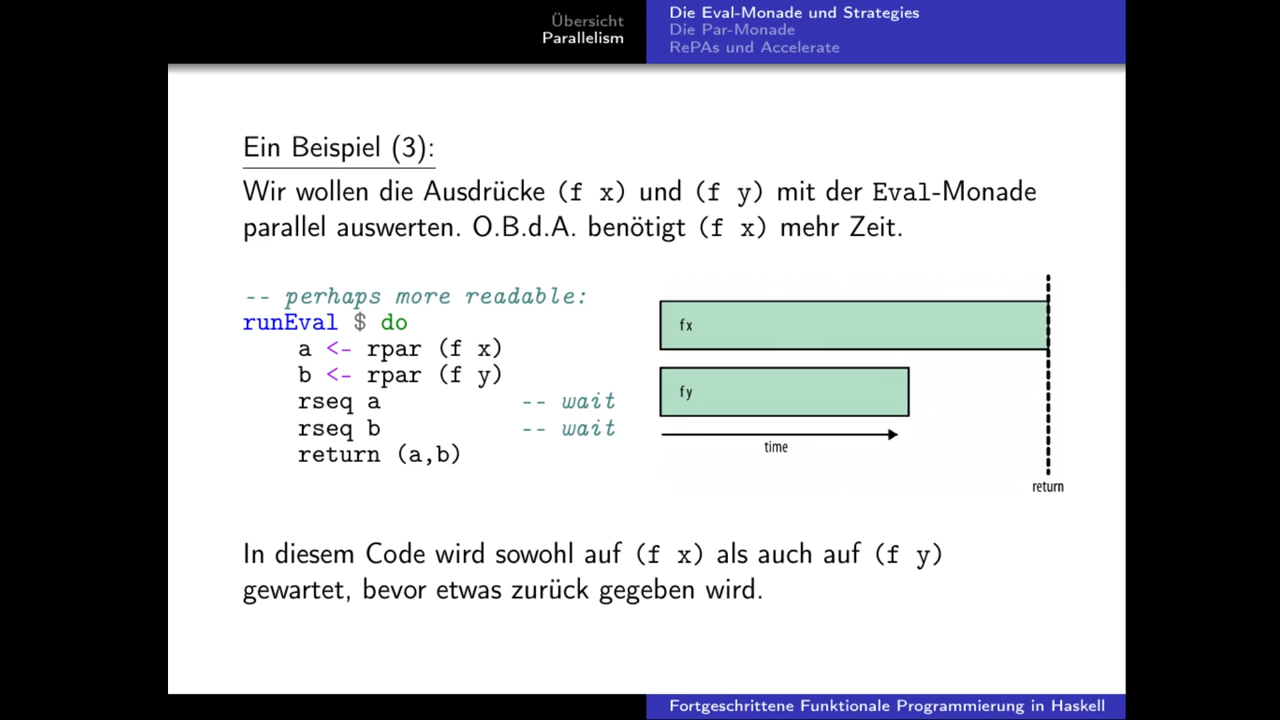 Übersicht
Parallelism
Die Eval-Monade und Strategies
Die Par-Monade
RePAs und Accelerate
Ein Beispiel (3):
Wir wollen die Ausdrücke (f x) und (f y) mit der Eval-Monade
parallel auswerten. O.B.d.A. benötigt (f x) mehr Zeit.
-- perhaps more readable:
runEval $ do
    a <- rpar (f x)
    b <- rpar (f y)
    rseq a          -- wait
    rseq b          -- wait
    return (a,b)
fx
fy
time
return
In diesem Code wird sowohl auf (f x) als auch auf (f y)
gewartet, bevor etwas zurück gegeben wird.
Fortgeschrittene Funktionale Programmierung in Haskell